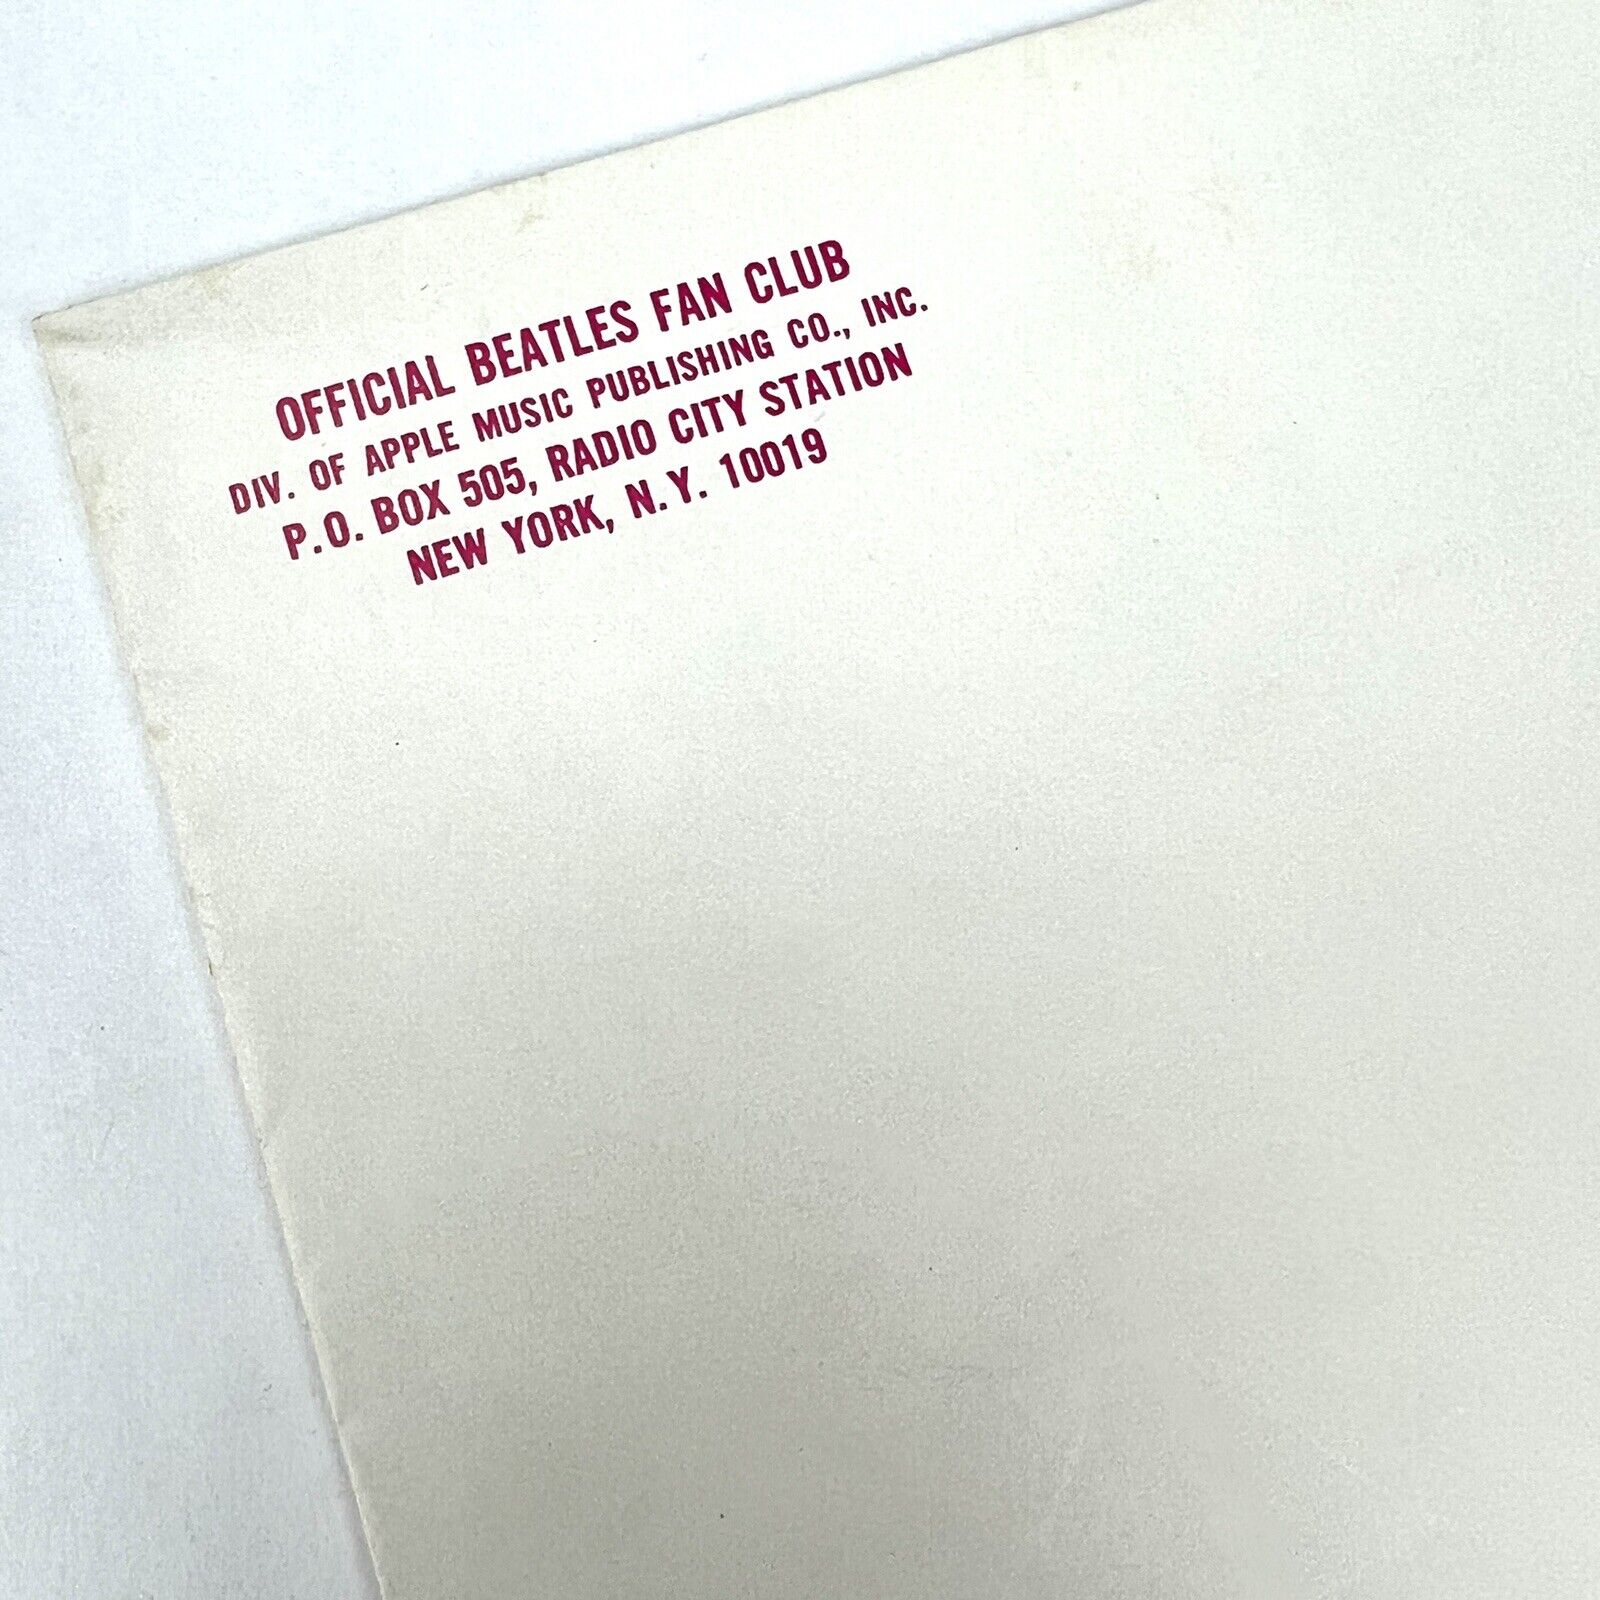 OFFICIAL BEATLES FAN CLUB
DIV. OF APPLE MUSIC PUBLISHING CO., INC.
P.O. BOX 505, RADIO CITY STATION
NEW YORK, N.Y. 10019